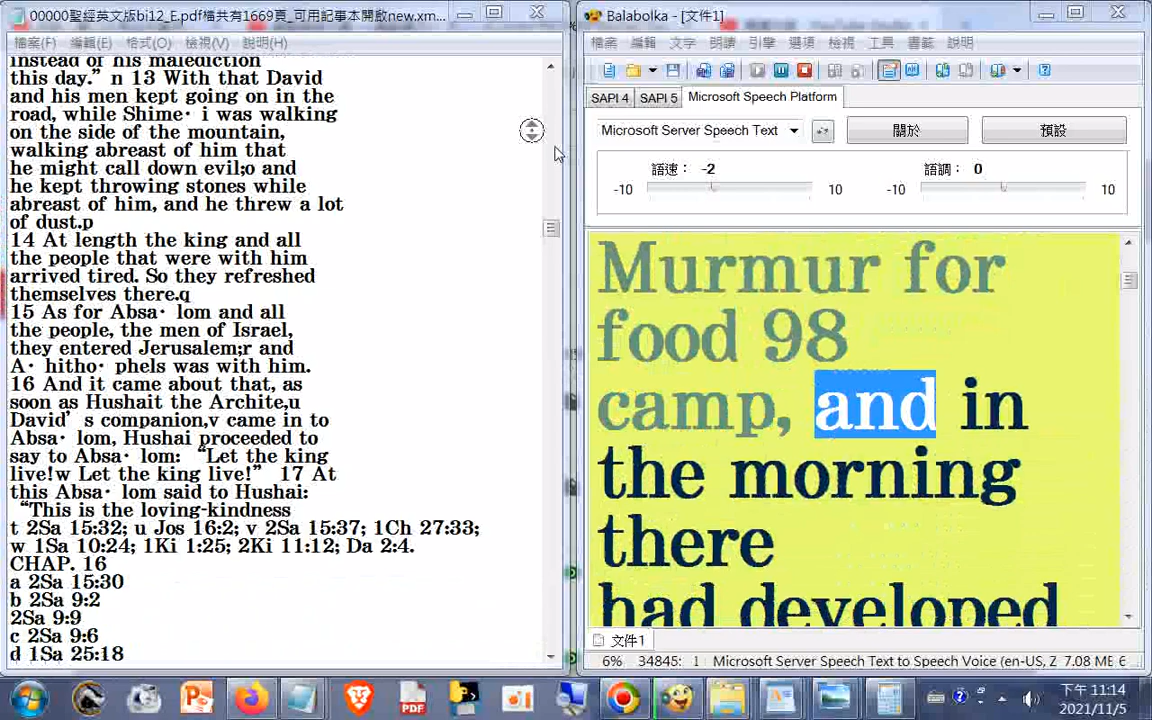 00000聖經英文版bi12_E.pdf檔共有1669頁_可用記事本開啟new.xm...
檔案(F) 編輯(E) 格式(O) 檢視(V) 說明(H)
instead of his malediction
this day.” n 13 With that David
and his men kept going on in the
road, while Shime· i was walking
on the side of the mountain,
walking abreast of him that
he might call down evil;o and
he kept throwing stones while
abreast of him, and he threw a lot
of dust.p
14 At length the king and all
the people that were with him
arrived tired. So they refreshed
themselves there.q
15 As for Absa· lom and all
the people, the men of Israel,
they entered Jerusalem;r and
A· hitho· phels was with him.
16 And it came about that, as
soon as Hushait the Archite,u
David’s companion,v came in to
Absa· lom, Hushai proceeded to
say to Absa· lom: “Let the king
live!w Let the king live!” 17 At
this Absa· lom said to Hushai:
“This is the loving-kindness
t 2Sa 15:32; u Jos 16:2; v 2Sa 15:37; 1Ch 27:33;
w 1Sa 10:24; 1Ki 1:25; 2Ki 11:12; Da 2:4.
CHAP. 16
a 2Sa 15:30
b 2Sa 9:2
2Sa 9:9
c 2Sa 9:6
d 1Sa 25:18
Balabolka - [文件1]
檔案 編輯 文字 朗讀 引擎 選項 檢視 工具 書籤 說明
SAPI 4 SAPI 5 Microsoft Speech Platform
Microsoft Server Speech Text 關於 預設
語速： -2 語調： 0
-10 10 -10 10
Murmur for
food 98
camp, and in
the morning
there
had developed
文件1
6% 34845: 1 Microsoft Server Speech Text to Speech Voice (en-US, Z 7.08 MB 6
PDF
下午 11:14
2021/11/5